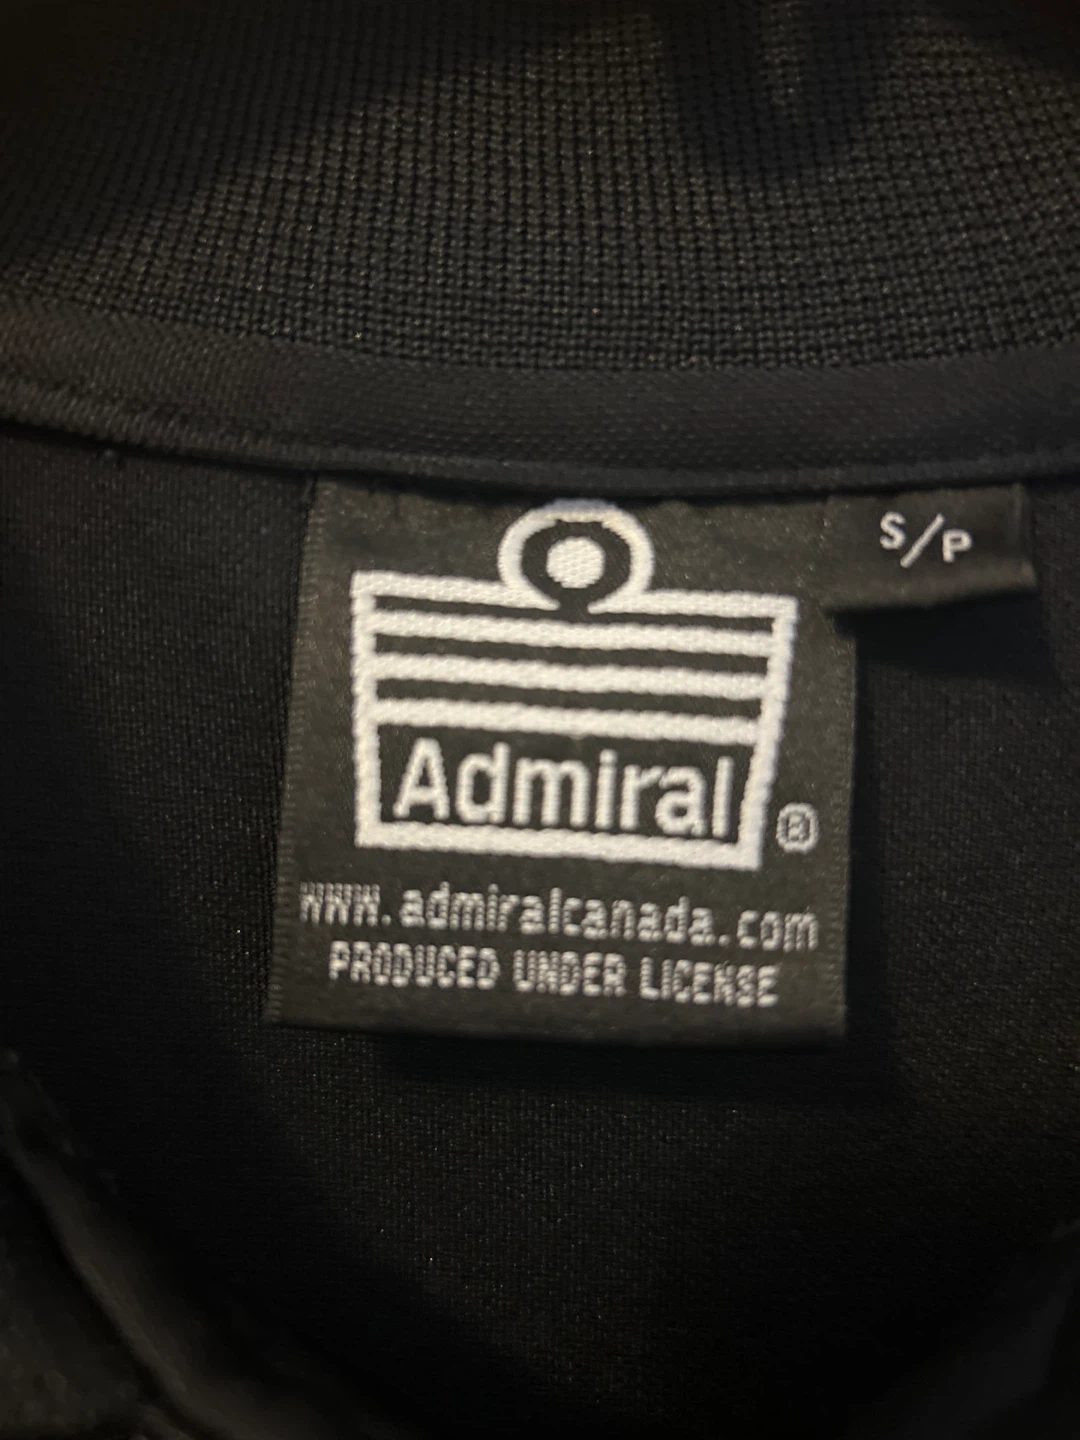 S/P
Admiral
®
www.admiralcanada.com
PRODUCED UNDER LICENSE